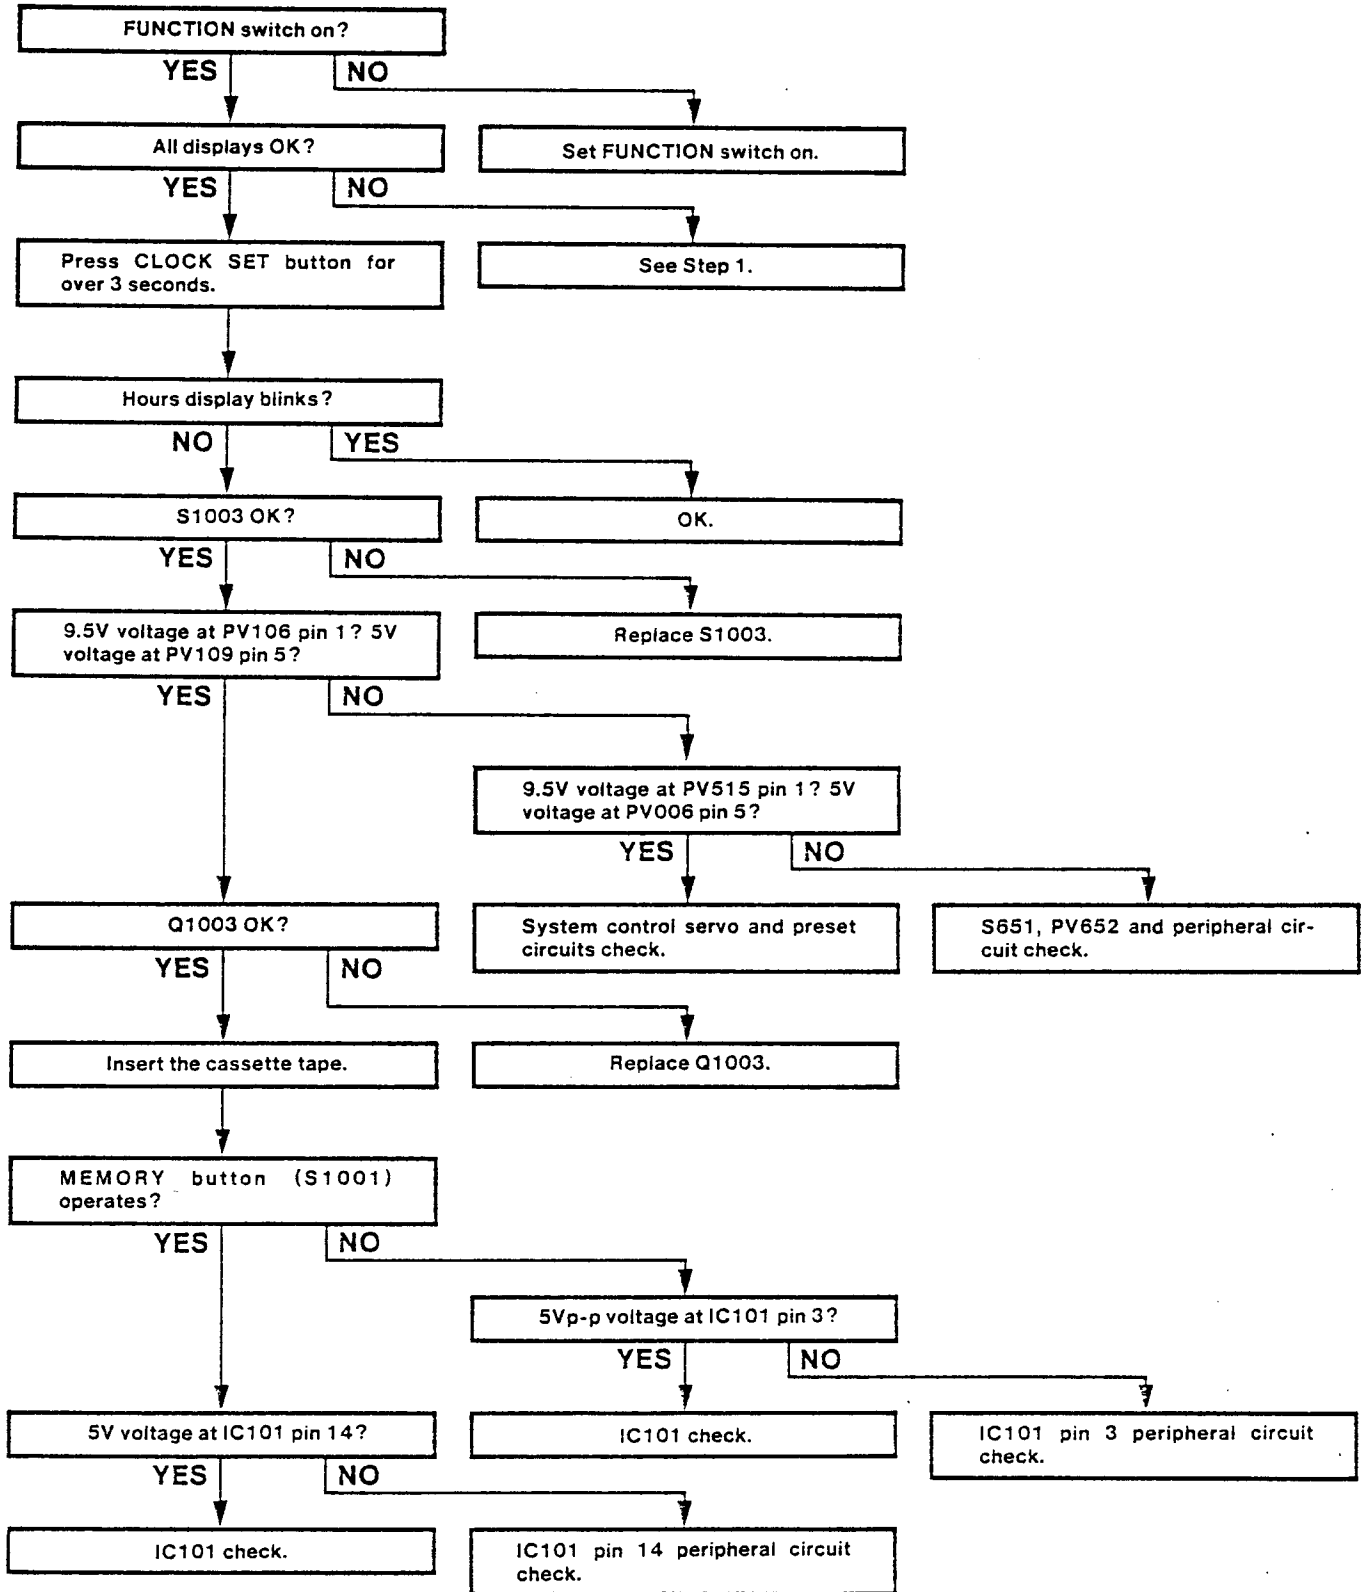 FUNCTION switch on?
YES
NO
All displays OK?
Set FUNCTION switch on.
YES
NO
Press CLOCK SET button for
over 3 seconds.
See Step 1.
Hours display blinks?
NO
YES
S1003 OK?
OK.
YES
NO
9.5V voltage at PV106 pin 1? 5V
voltage at PV109 pin 5?
Replace S1003.
YES
NO
9.5V voltage at PV515 pin 1? 5V
voltage at PV006 pin 5?
YES
NO
Q1003 OK?
System control servo and preset
circuits check.
S651, PV652 and peripheral cir-
cuit check.
YES
NO
Insert the cassette tape.
Replace Q1003.
MEMORY button (S1001)
operates?
YES
NO
5Vp-p voltage at IC101 pin 3?
YES
NO
5V voltage at IC101 pin 14?
IC101 check.
IC101 pin 3 peripheral circuit
check.
YES
NO
IC101 check.
IC101 pin 14 peripheral circuit
check.